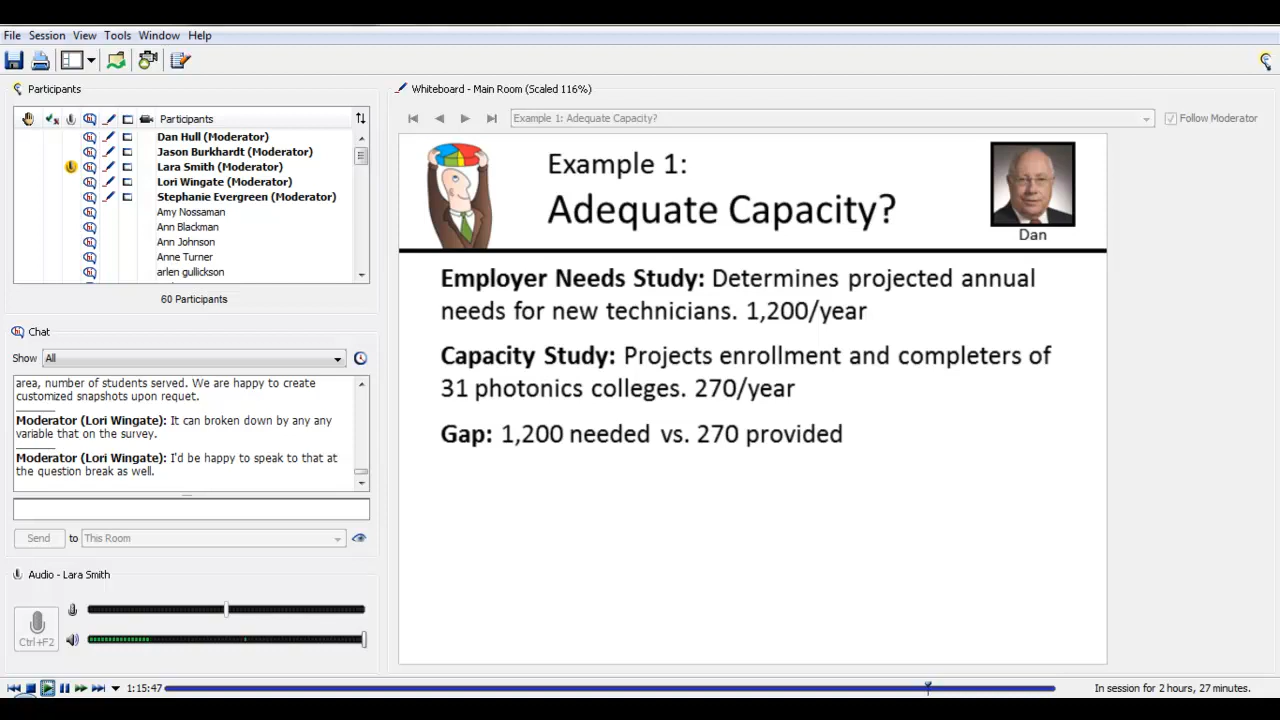 File Session View Tools Window Help
Participants
Participants
Dan Hull (Moderator)
Jason Burkhardt (Moderator)
Lara Smith (Moderator)
Lori Wingate (Moderator)
Stephanie Evergreen (Moderator)
Amy Nossaman
Ann Blackman
Ann Johnson
Anne Turner
arlen gullickson
60 Participants
Chat
Show All
area, number of students served. We are happy to create
customized snapshots upon requet.
Moderator (Lori Wingate): It can broken down by any any
variable that on the survey.
Moderator (Lori Wingate): I'd be happy to speak to that at
the question break as well.
Send to This Room
Audio - Lara Smith
Ctrl+F2
Whiteboard - Main Room (Scaled 116%)
Example 1: Adequate Capacity?
Follow Moderator
Example 1:
Adequate Capacity?
Dan
Employer Needs Study: Determines projected annual
needs for new technicians. 1,200/year
Capacity Study: Projects enrollment and completers of
31 photonics colleges. 270/year
Gap: 1,200 needed vs. 270 provided
1:15:47
In session for 2 hours, 27 minutes.